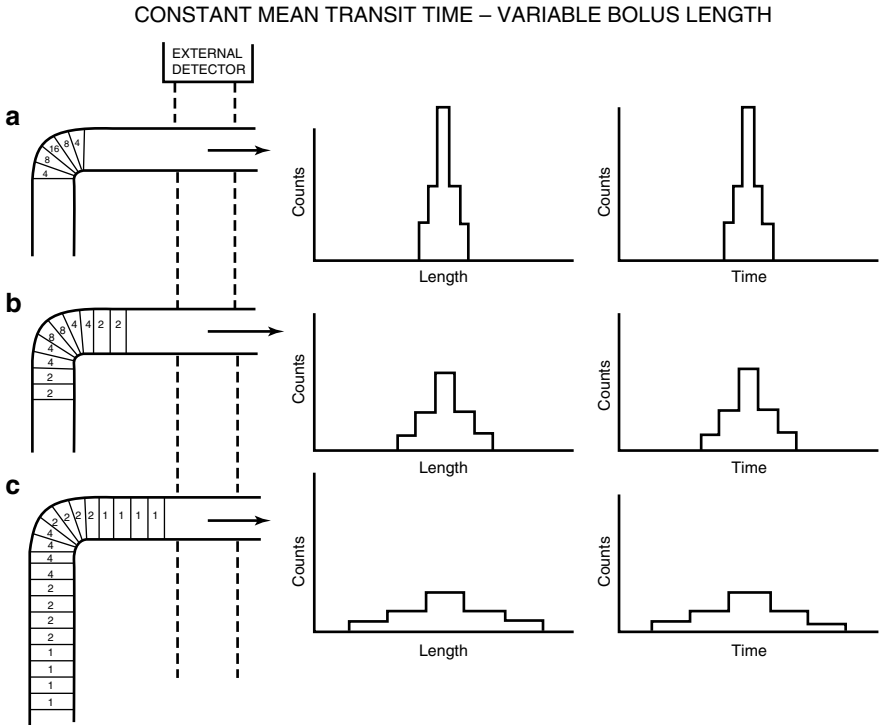 CONSTANT MEAN TRANSIT TIME – VARIABLE BOLUS LENGTH
EXTERNAL
DETECTOR
a
4
8
16
8
4
Counts
Length
Counts
Time
b
2
2
4
4
8
8
4
4
2
2
Counts
Length
Counts
Time
c
1
1
1
1
2
2
2
2
4
4
4
4
2
2
2
2
1
1
1
1
Counts
Length
Counts
Time